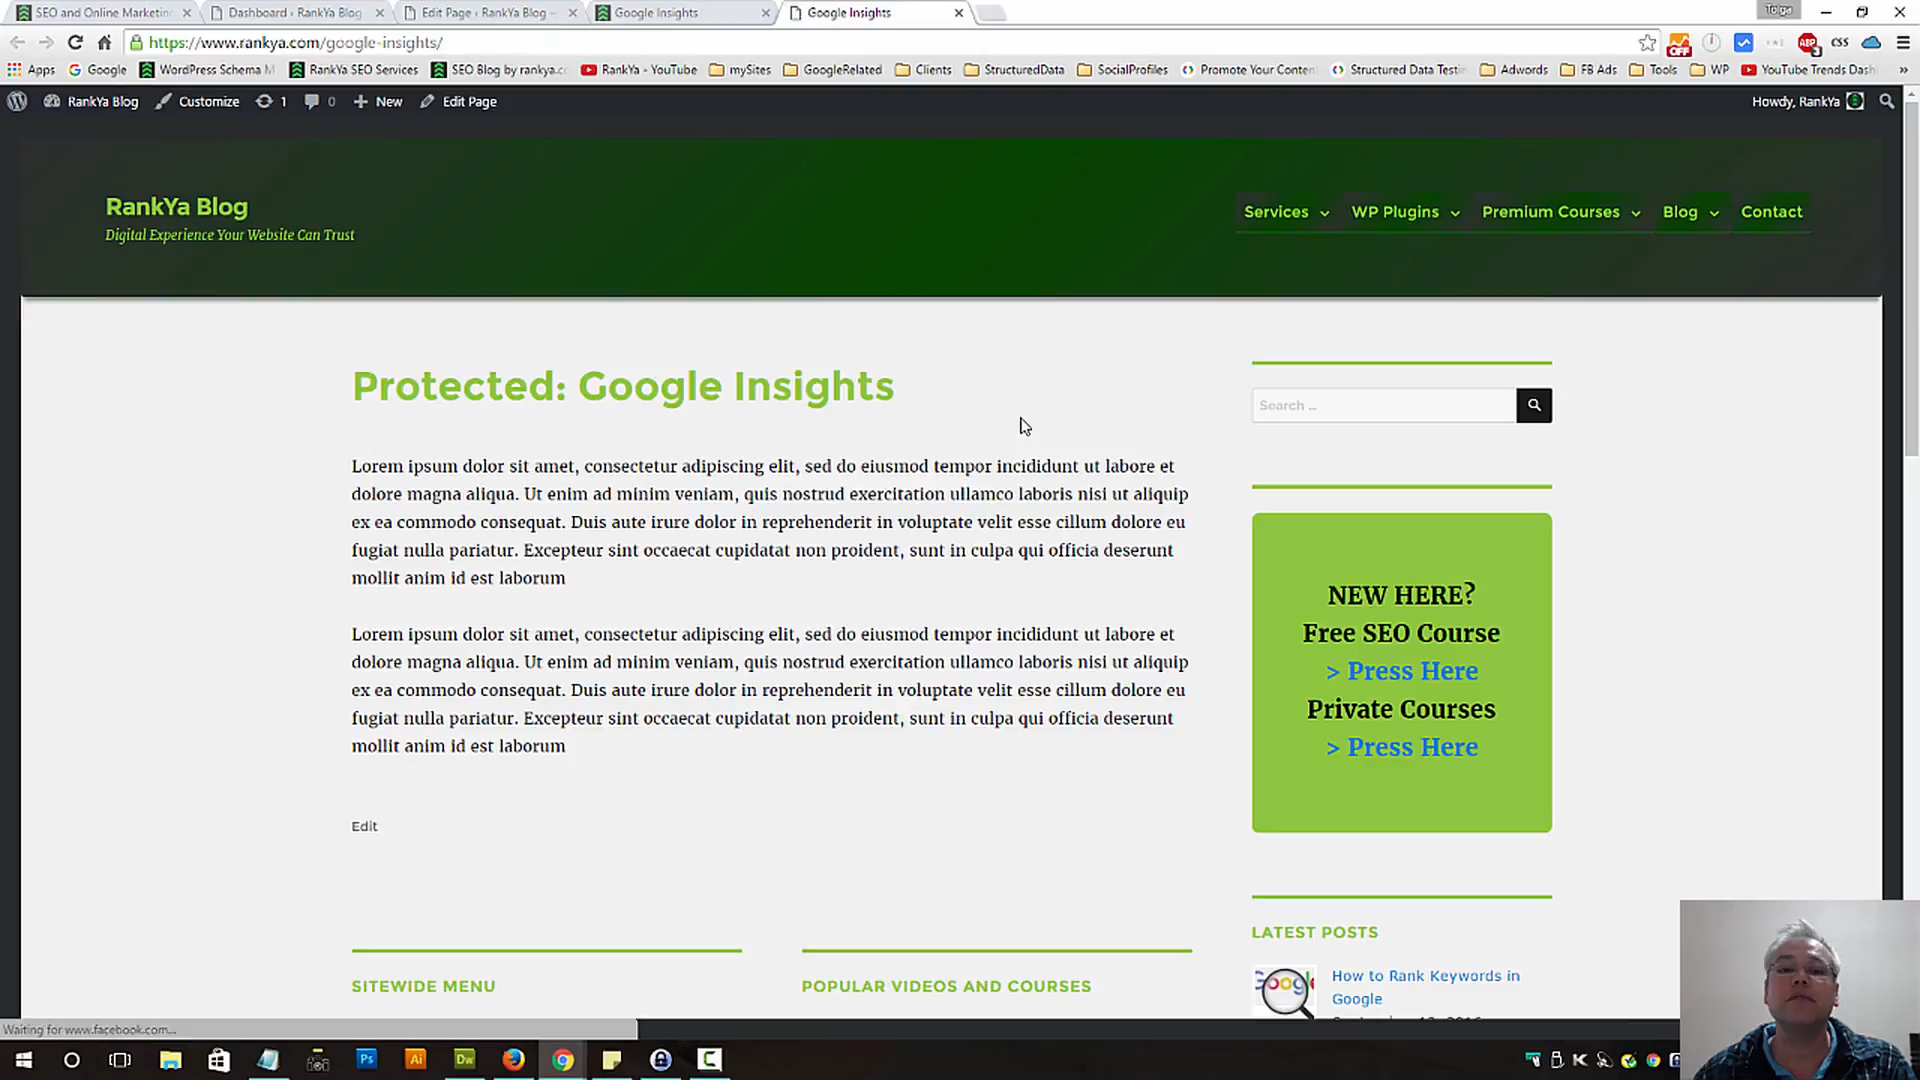 SEO and Online Marketin
Dashboard ‹ RankYa Blog
Edit Page ‹ RankYa Blog –
Google Insights
Google Insights
Tolga
https://www.rankya.com/google-insights/
OFF
ABP
CSS
Apps
Google
WordPress Schema M
RankYa SEO Services
SEO Blog by rankya.c
RankYa - YouTube
mySites
GoogleRelated
Clients
StructuredData
SocialProfiles
Promote Your Conten
Structured Data Testi
Adwords
FB Ads
Tools
WP
YouTube Trends Dash
RankYa Blog
Customize
1
0
New
Edit Page
Howdy, RankYa
RankYa Blog
Digital Experience Your Website Can Trust
Services
WP Plugins
Premium Courses
Blog
Contact
Protected: Google Insights
Search …
Lorem ipsum dolor sit amet, consectetur adipiscing elit, sed do eiusmod tempor incididunt ut labore et
dolore magna aliqua. Ut enim ad minim veniam, quis nostrud exercitation ullamco laboris nisi ut aliquip
ex ea commodo consequat. Duis aute irure dolor in reprehenderit in voluptate velit esse cillum dolore eu
fugiat nulla pariatur. Excepteur sint occaecat cupidatat non proident, sunt in culpa qui officia deserunt
mollit anim id est laborum
Lorem ipsum dolor sit amet, consectetur adipiscing elit, sed do eiusmod tempor incididunt ut labore et
dolore magna aliqua. Ut enim ad minim veniam, quis nostrud exercitation ullamco laboris nisi ut aliquip
ex ea commodo consequat. Duis aute irure dolor in reprehenderit in voluptate velit esse cillum dolore eu
fugiat nulla pariatur. Excepteur sint occaecat cupidatat non proident, sunt in culpa qui officia deserunt
mollit anim id est laborum
Edit
NEW HERE?
Free SEO Course
> Press Here
Private Courses
> Press Here
LATEST POSTS
How to Rank Keywords in
Google
SITEWIDE MENU
POPULAR VIDEOS AND COURSES
Waiting for www.facebook.com...
Ps
Ai
Dw